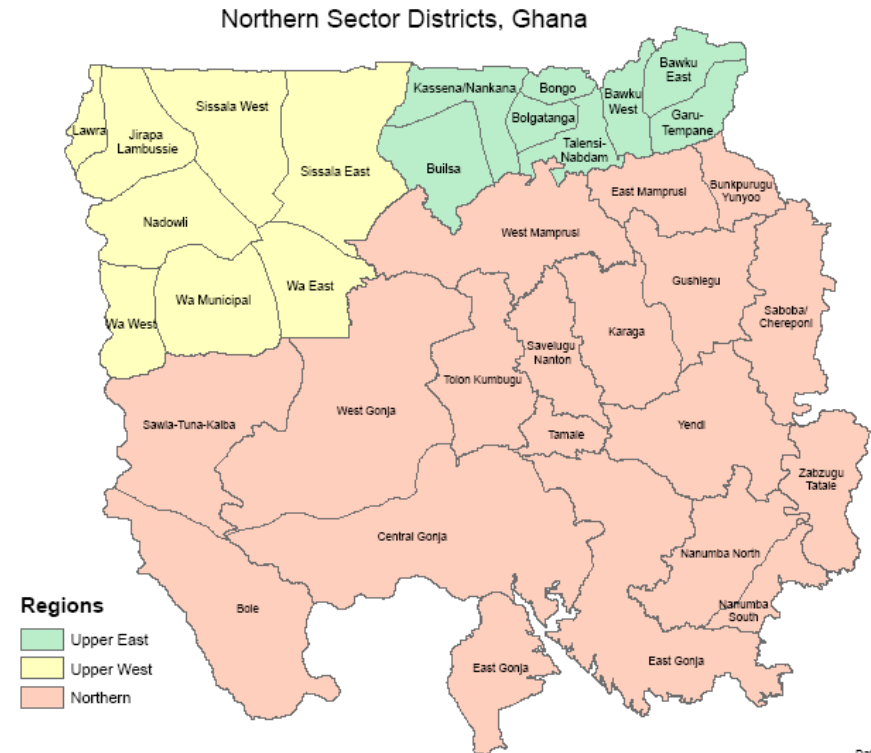 Northern Sector Districts, Ghana
Kassena/Nankana
Bongo
Bawku
East
Bawku
West
Sissala West
Lawra
Jirapa
Lambussie
Bolgatanga
Garu-
Tempane
Talensi-
Nabdam
Builsa
Sissala East
East Mamprusi
Bunkpurugu
Yunyoo
Nadowli
West Mamprusi
Gushiegu
Wa East
Wa Municipal
Saboba/
Chereponi
Wa West
Savelugu
Nanton
Karaga
Tolon Kumbugu
West Gonja
Sawla-Tuna-Kalba
Tamale
Yendi
Zabzugu
Tatale
Central Gonja
Nanumba North
Regions
Bole
Nanumba
South
Upper East
East Gonja
East Gonja
Upper West
Northern